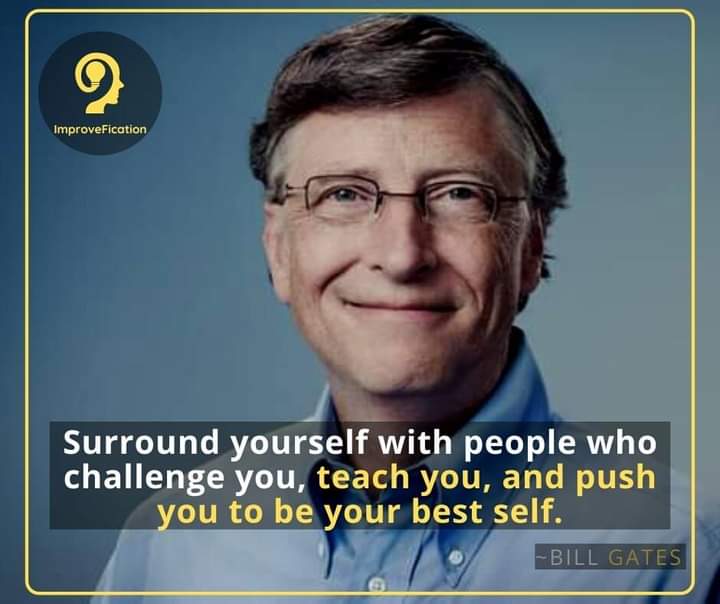 ImproveFication
Surround yourself with people who
challenge you, teach you, and push
you to be your best self.
~BILL GATES